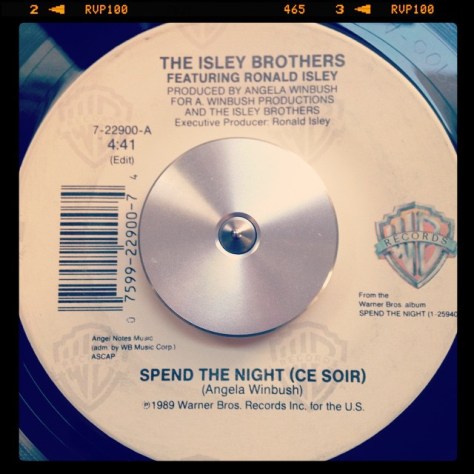 2 RVP100 465 3 RVP100
THE ISLEY BROTHERS
FEATURING RONALD ISLEY
PRODUCED BY ANGELA WINBUSH
FOR A. WINBUSH PRODUCTIONS
AND THE ISLEY BROTHERS
Executive Producer: Ronald Isley
7-22900-A
4:41
(Edit)
0 7599-22900-7 4
WB
RECORDS
From the
Warner Bros. album
SPEND THE NIGHT (1-25940
Angel Notes Music
(adm. by WB Music Corp.)
ASCAP
SPEND THE NIGHT (CE SOIR)
(Angela Winbush)
℗1989 Warner Bros. Records Inc. for the U.S.